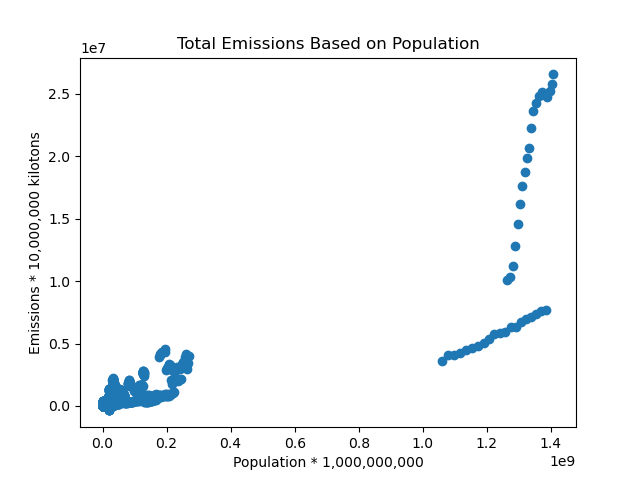 Total Emissions Based on Population
1e7
2.5
2.0
1.5
1.0
0.5
0.0
Emissions * 10,000,000 kilotons
0.0 0.2 0.4 0.6 0.8 1.0 1.2 1.4
1e9
Population * 1,000,000,000